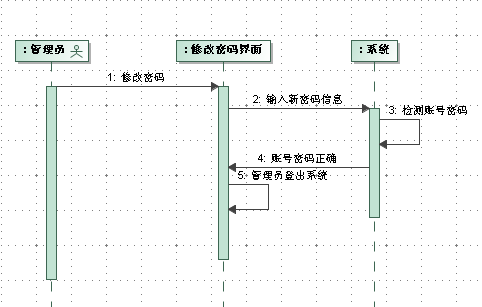 : 管理员
: 修改密码界面
: 系统
1: 修改密码
2: 输入新密码信息
3: 检测账号密码
4: 账号密码正确
5: 管理员登出系统